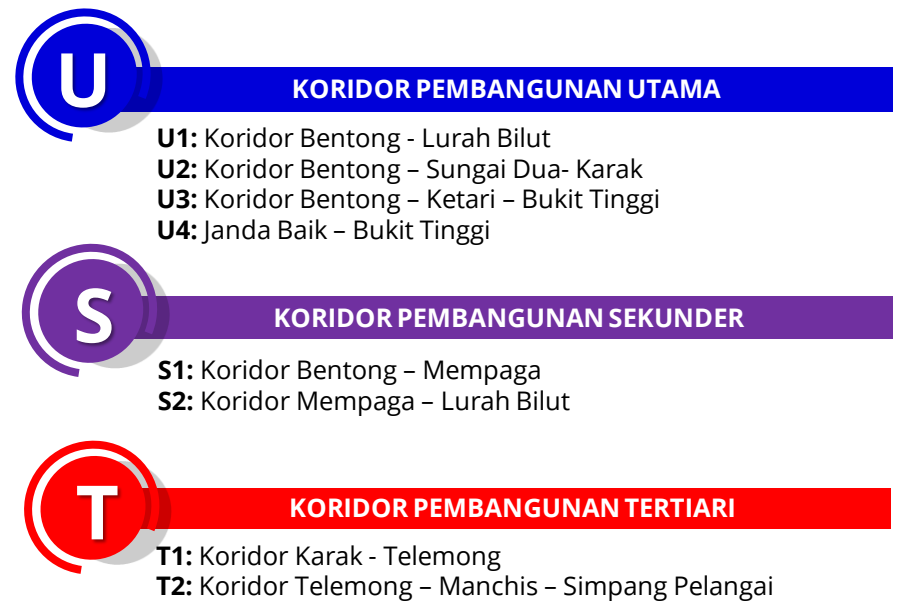 U
KORIDOR PEMBANGUNAN UTAMA
U1: Koridor Bentong - Lurah Bilut
U2: Koridor Bentong – Sungai Dua- Karak
U3: Koridor Bentong – Ketari – Bukit Tinggi
U4: Janda Baik – Bukit Tinggi
S
KORIDOR PEMBANGUNAN SEKUNDER
S1: Koridor Bentong – Mempaga
S2: Koridor Mempaga – Lurah Bilut
T
KORIDOR PEMBANGUNAN TERTIARI
T1: Koridor Karak - Telemong
T2: Koridor Telemong – Manchis – Simpang Pelangai